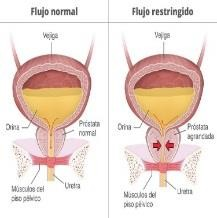 Flujo normal
Vejiga
Orina
Próstata
normal
Músculos del
piso pélvico
Uretra
Flujo restringido
Vejiga
Orina
Próstata
agrandada
Músculos del
piso pélvico
Uretra